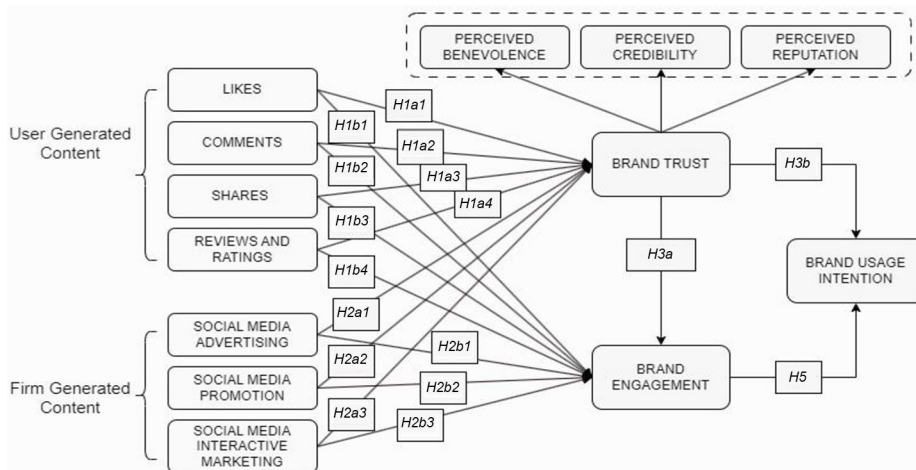 PERCEIVED
BENEVOLENCE
PERCEIVED
CREDIBILITY
PERCEIVED
REPUTATION
User Generated
Content
LIKES
COMMENTS
SHARES
REVIEWS AND
RATINGS
H1a1
H1b1
H1a2
H1b2
H1a3
H1a4
H1b3
H1b4
BRAND TRUST
H3b
H3a
BRAND USAGE
INTENTION
Firm Generated
Content
SOCIAL MEDIA
ADVERTISING
SOCIAL MEDIA
PROMOTION
SOCIAL MEDIA
INTERACTIVE
MARKETING
H2a1
H2b1
H2a2
H2b2
H2a3
H2b3
BRAND
ENGAGEMENT
H5